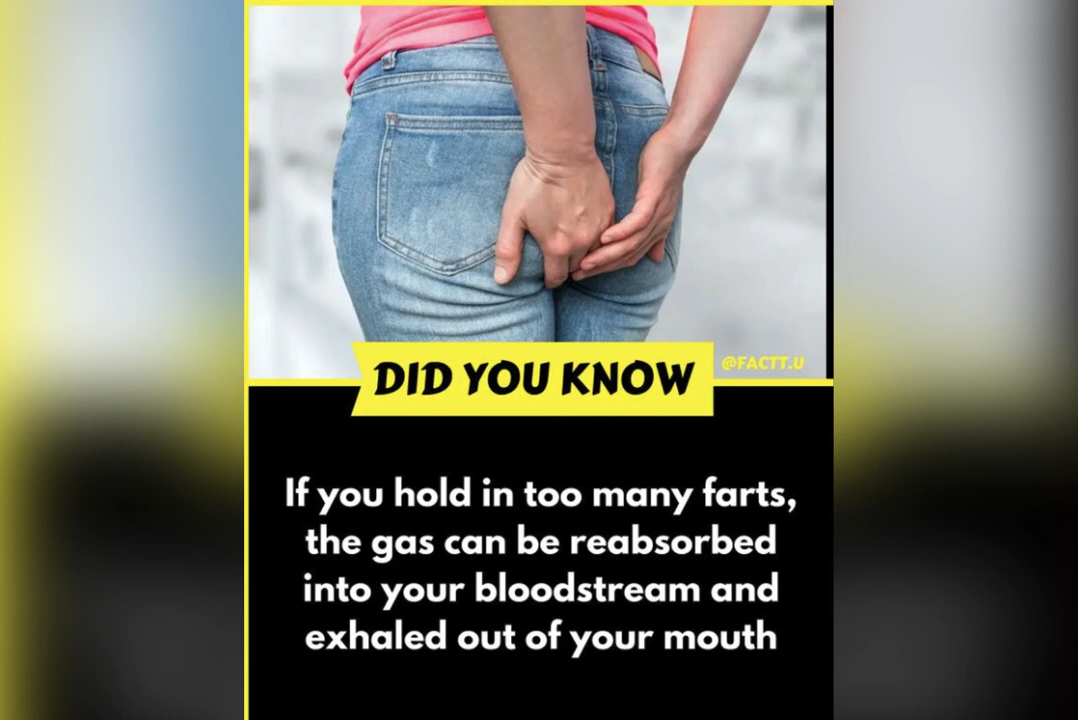 @FACTT.U
DID YOU KNOW
If you hold in too many farts,
the gas can be reabsorbed
into your bloodstream and
exhaled out of your mouth